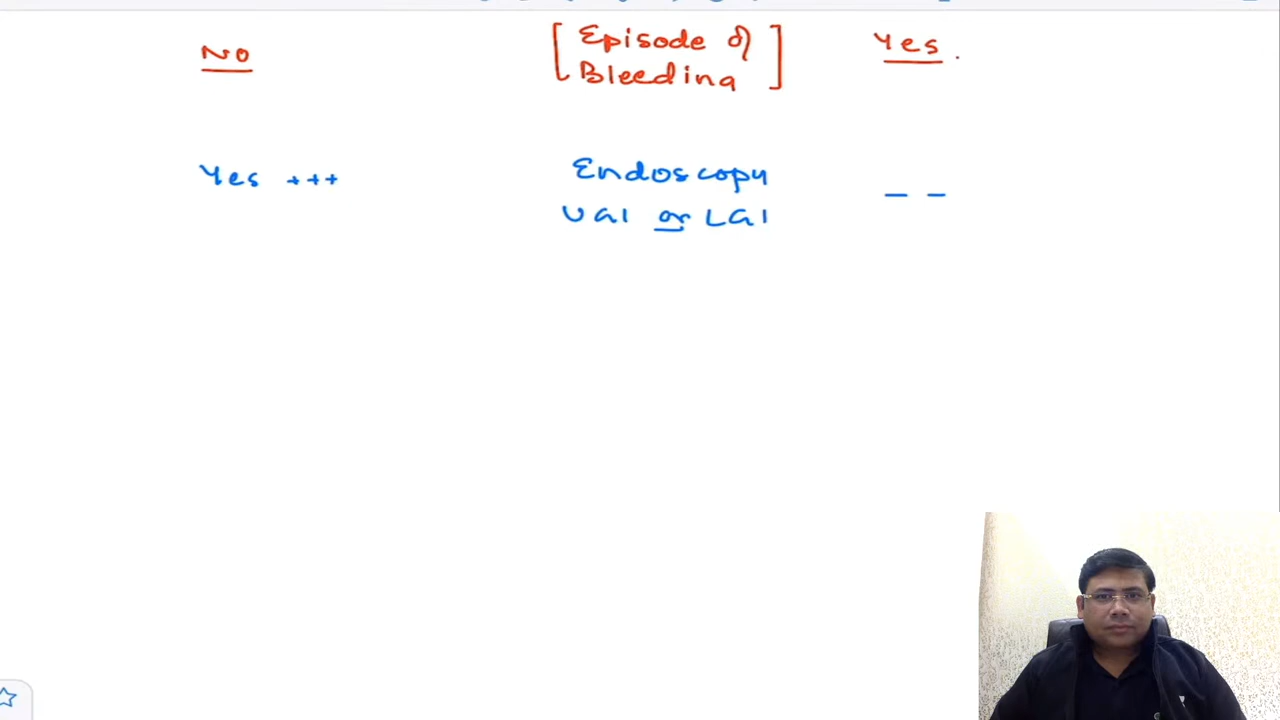 No
[ Episode of ] Yes .
Bleeding
Yes +++
Endoscopy
UGI or LGI
– –